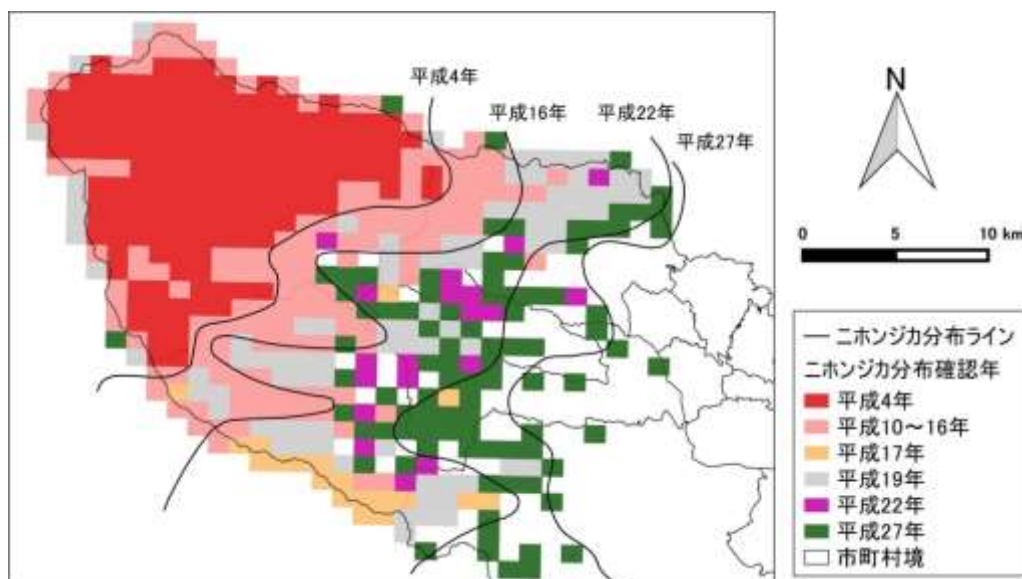 平成4年
平成16年
平成22年
平成27年
N
0 5 10 km
ニホンジカ分布ライン
ニホンジカ分布確認年
平成4年
平成10～16年
平成17年
平成19年
平成22年
平成27年
市町村境